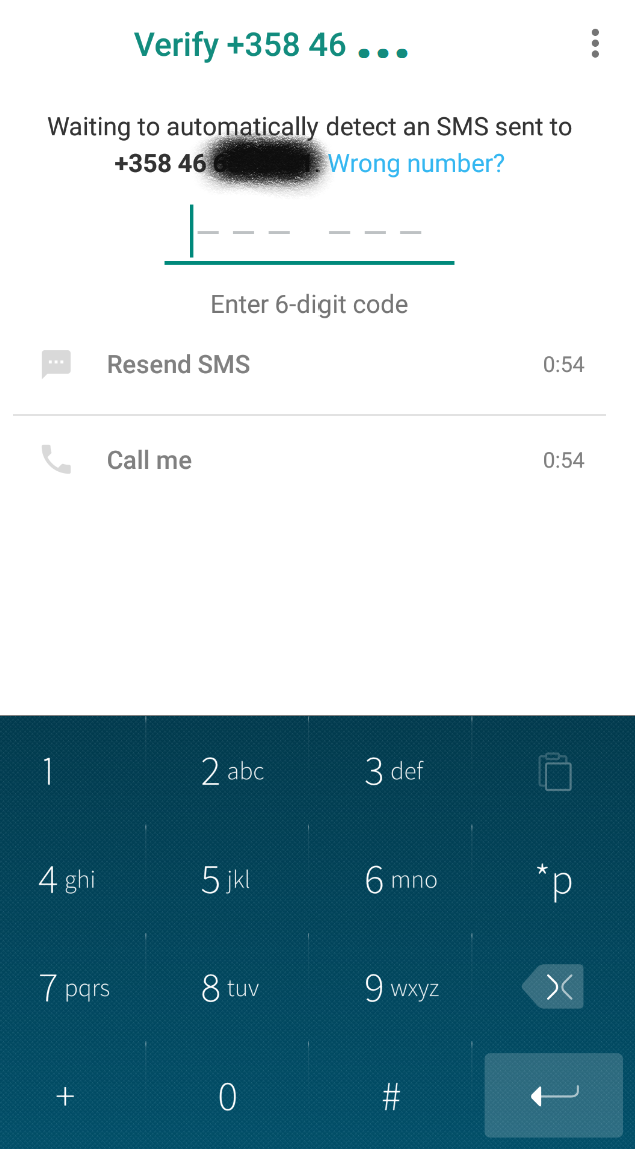 Verify +358 46 ...
Waiting to automatically detect an SMS sent to
+358 46 . Wrong number?
Enter 6-digit code
Resend SMS 0:54
Call me 0:54
1 2 abc 3 def
4 ghi 5 jkl 6 mno *p
7 pqrs 8 tuv 9 wxyz
+ 0 #